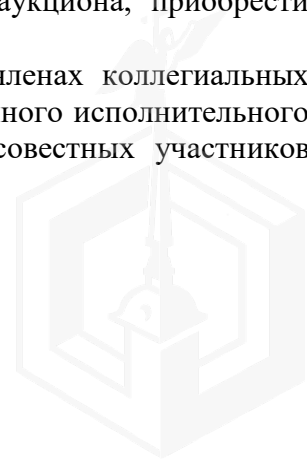 аукциона, приобрести
членах коллегиальных
ного исполнительного
совестных участников